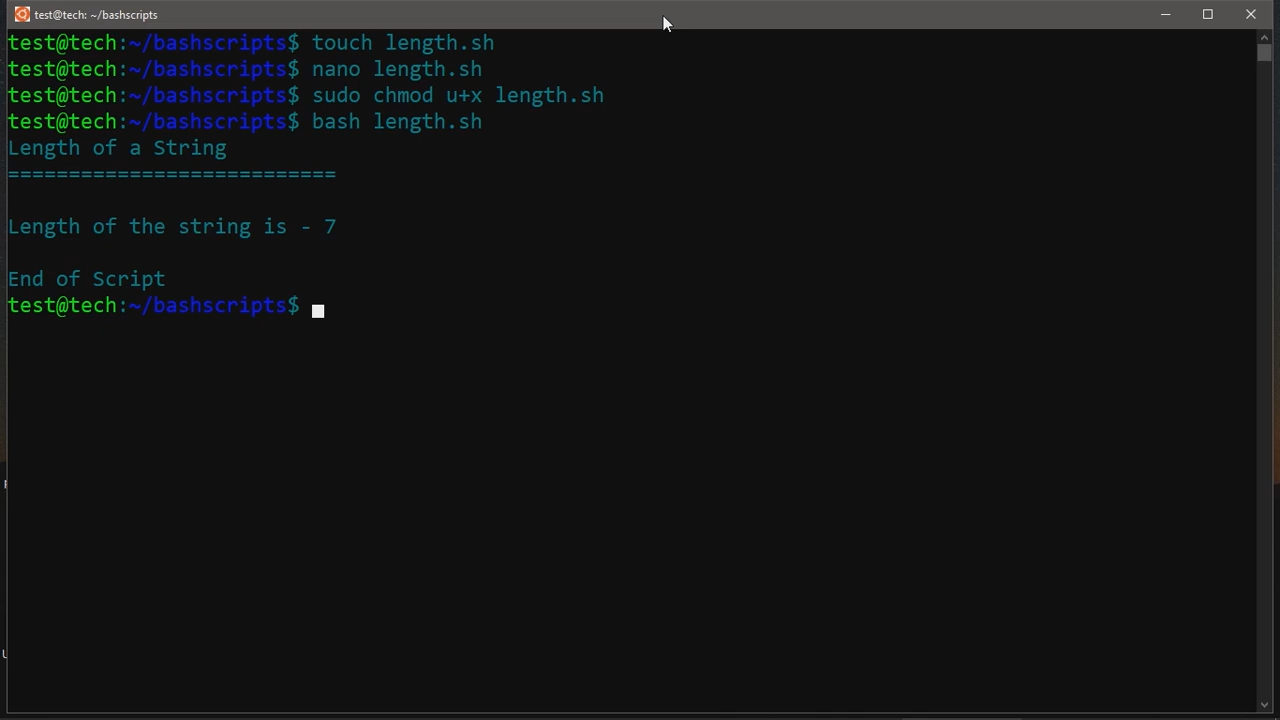 test@tech: ~/bashscripts
test@tech:~/bashscripts$ touch length.sh
test@tech:~/bashscripts$ nano length.sh
test@tech:~/bashscripts$ sudo chmod u+x length.sh
test@tech:~/bashscripts$ bash length.sh
Length of a String
===========================
Length of the string is - 7
End of Script
test@tech:~/bashscripts$